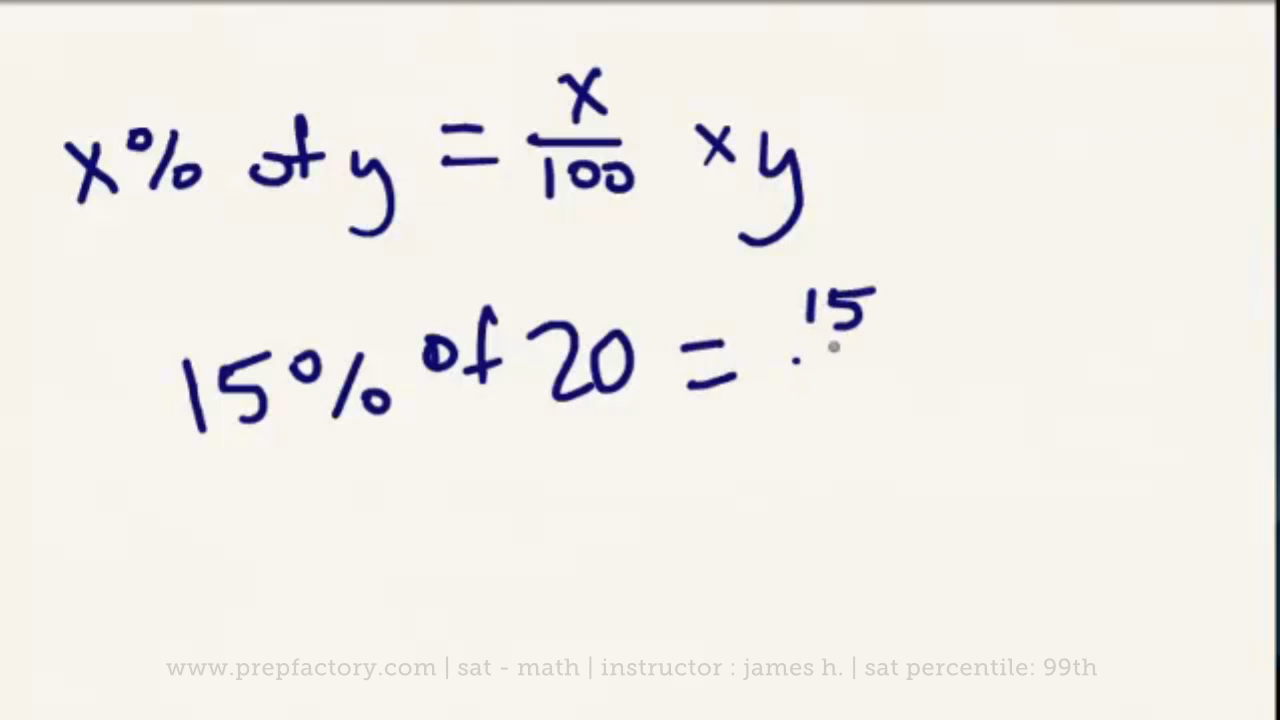 x% of y = x/100 x y
15% of 20 = 15
www.prepfactory.com | sat - math | instructor : james h. | sat percentile: 99th